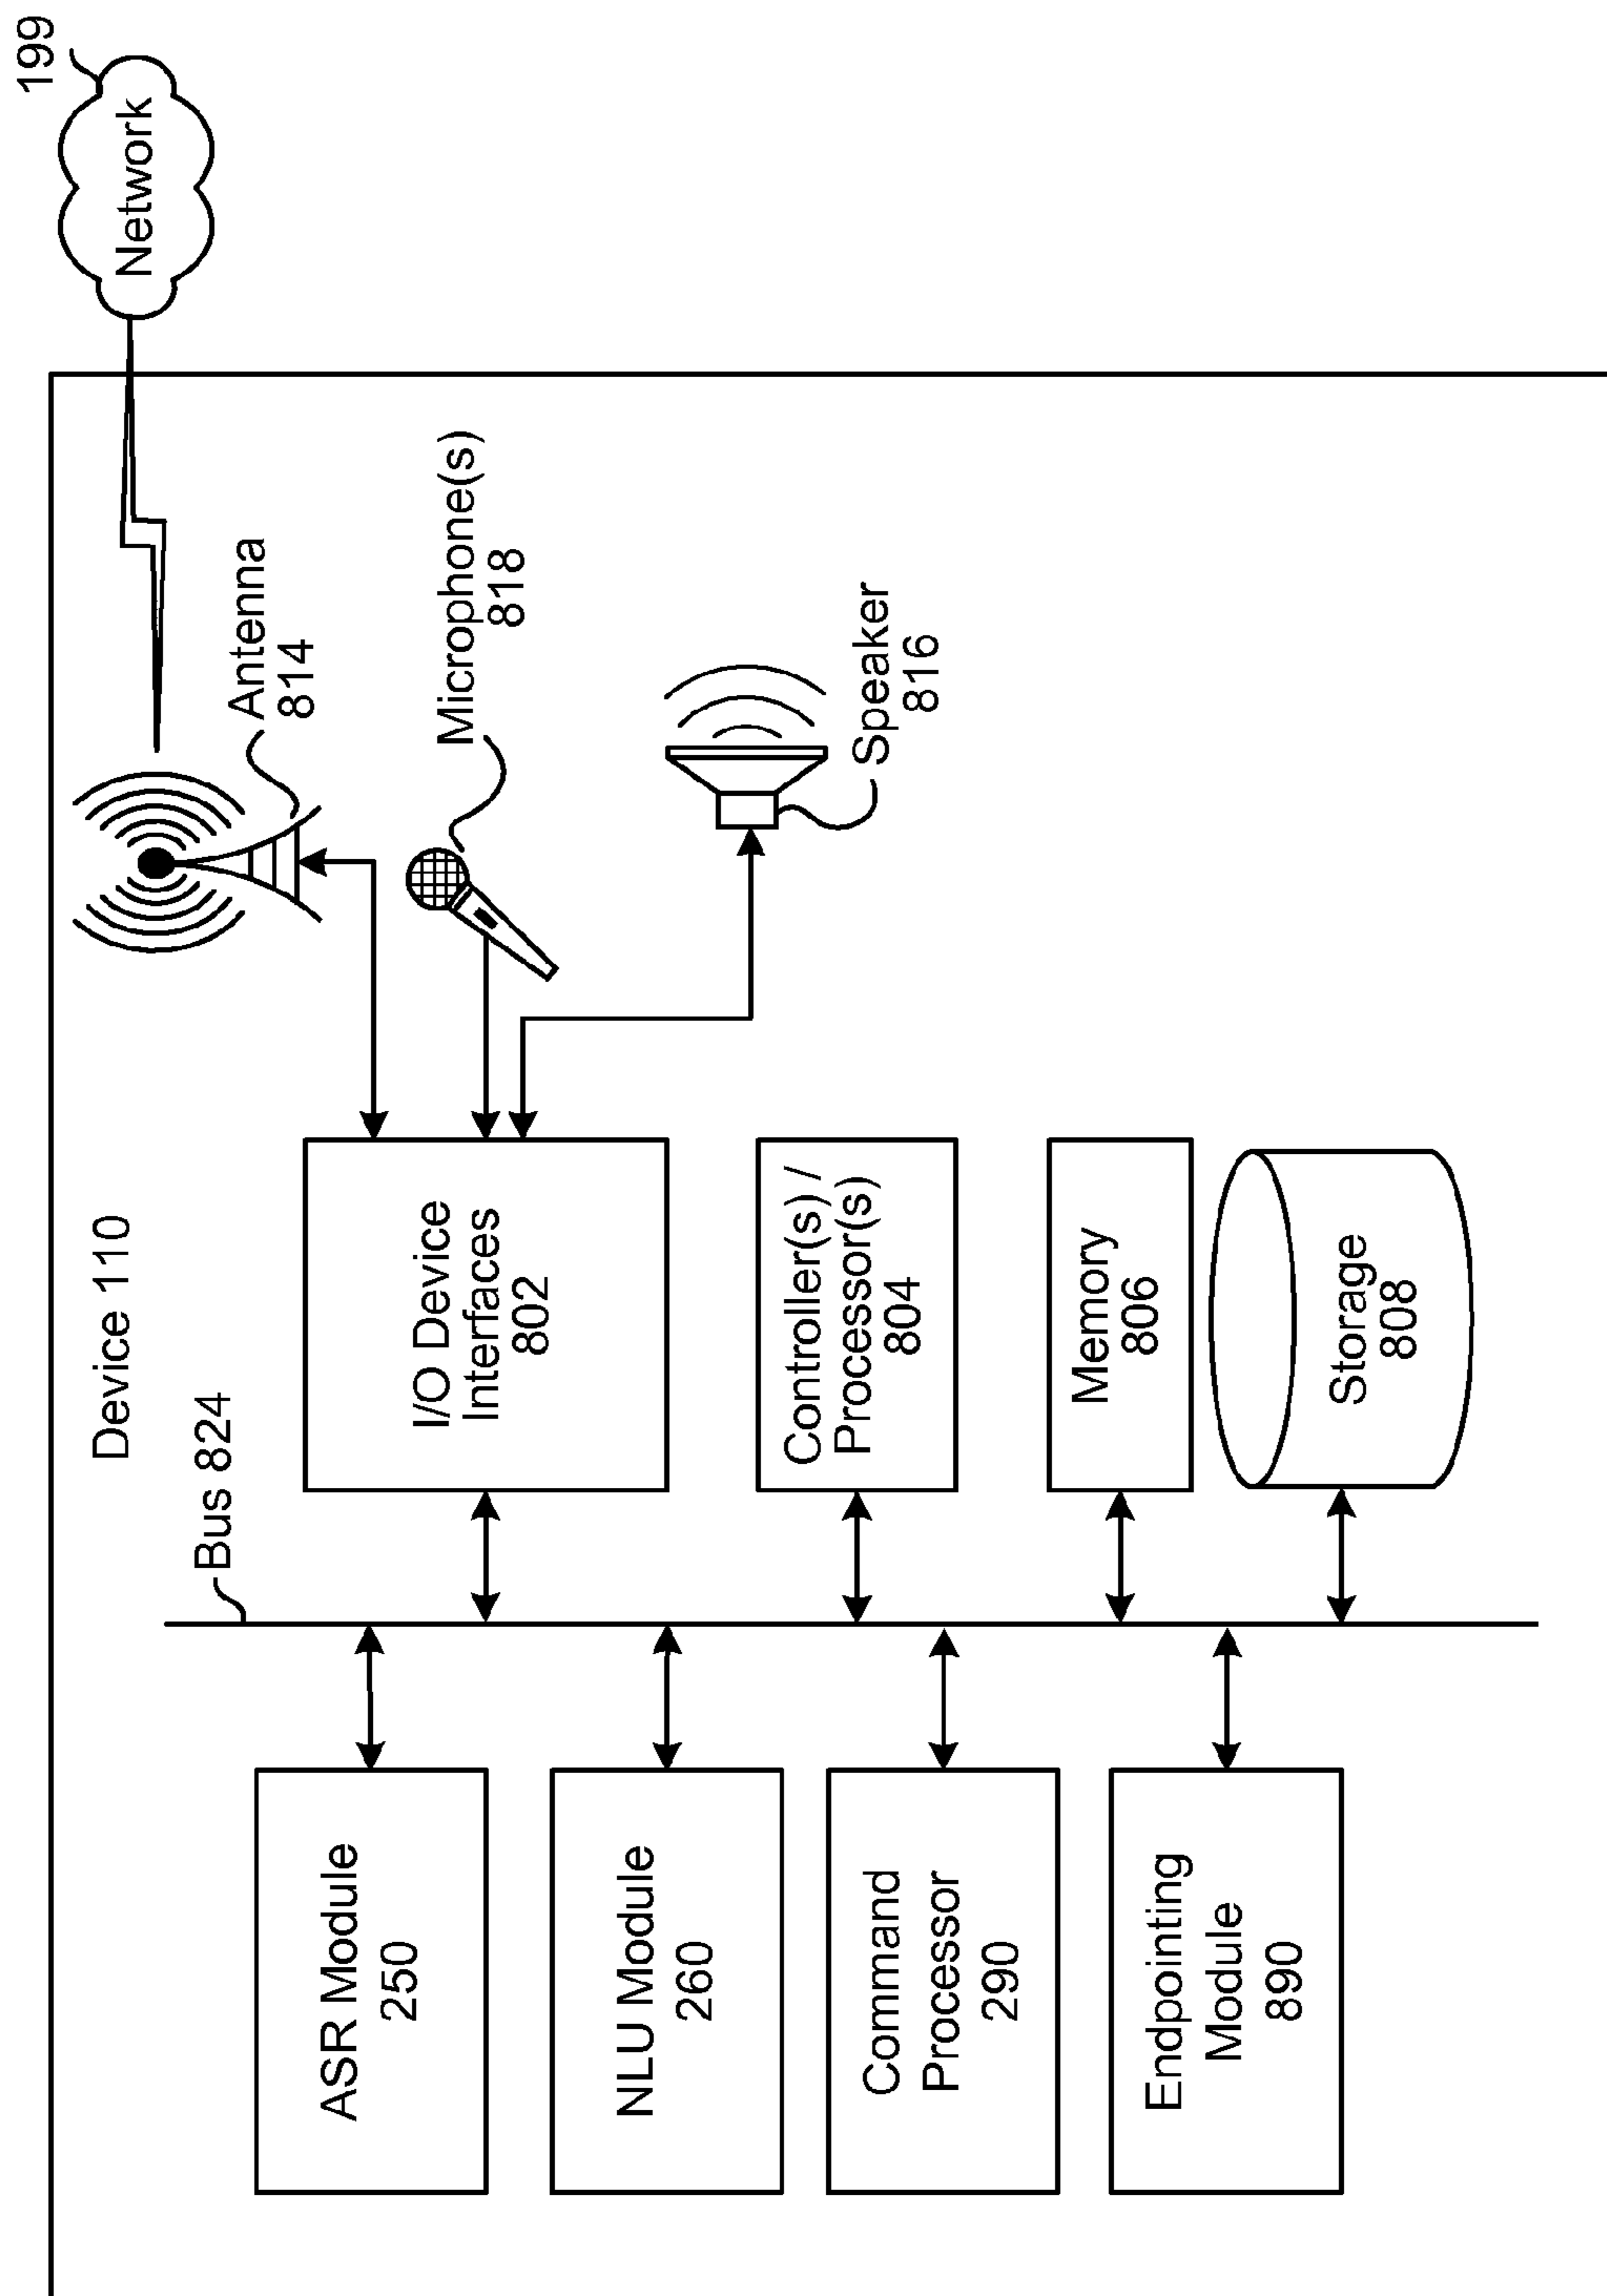 Device 110
Bus 824
199
Network
Antenna
814
Microphone(s)
818
Speaker
816
I/O Device
Interfaces
802
Controller(s) /
Processor(s)
804
Memory
806
Storage
808
ASR Module
250
NLU Module
260
Command
Processor
290
Endpointing
Module
890